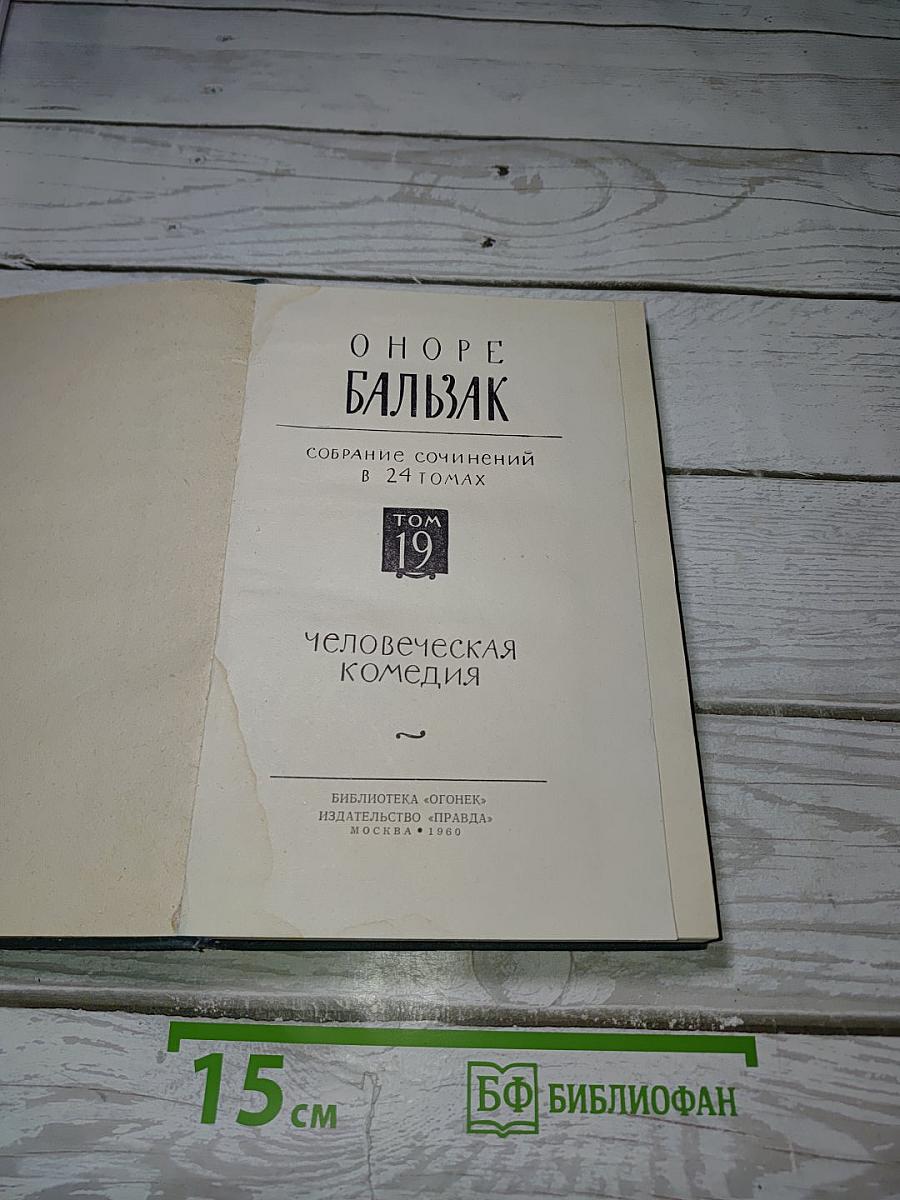 ОНОРЕ
БАЛЬЗАК
СОБРАНИЕ СОЧИНЕНИЙ
В 24 ТОМАХ
ТОМ
19
ЧЕЛОВЕЧЕСКАЯ
КОМЕДИЯ
БИБЛИОТЕКА «ОГОНЕК»
ИЗДАТЕЛЬСТВО «ПРАВДА»
МОСКВА • 1960
15 см
БФ БИБЛИОФАН